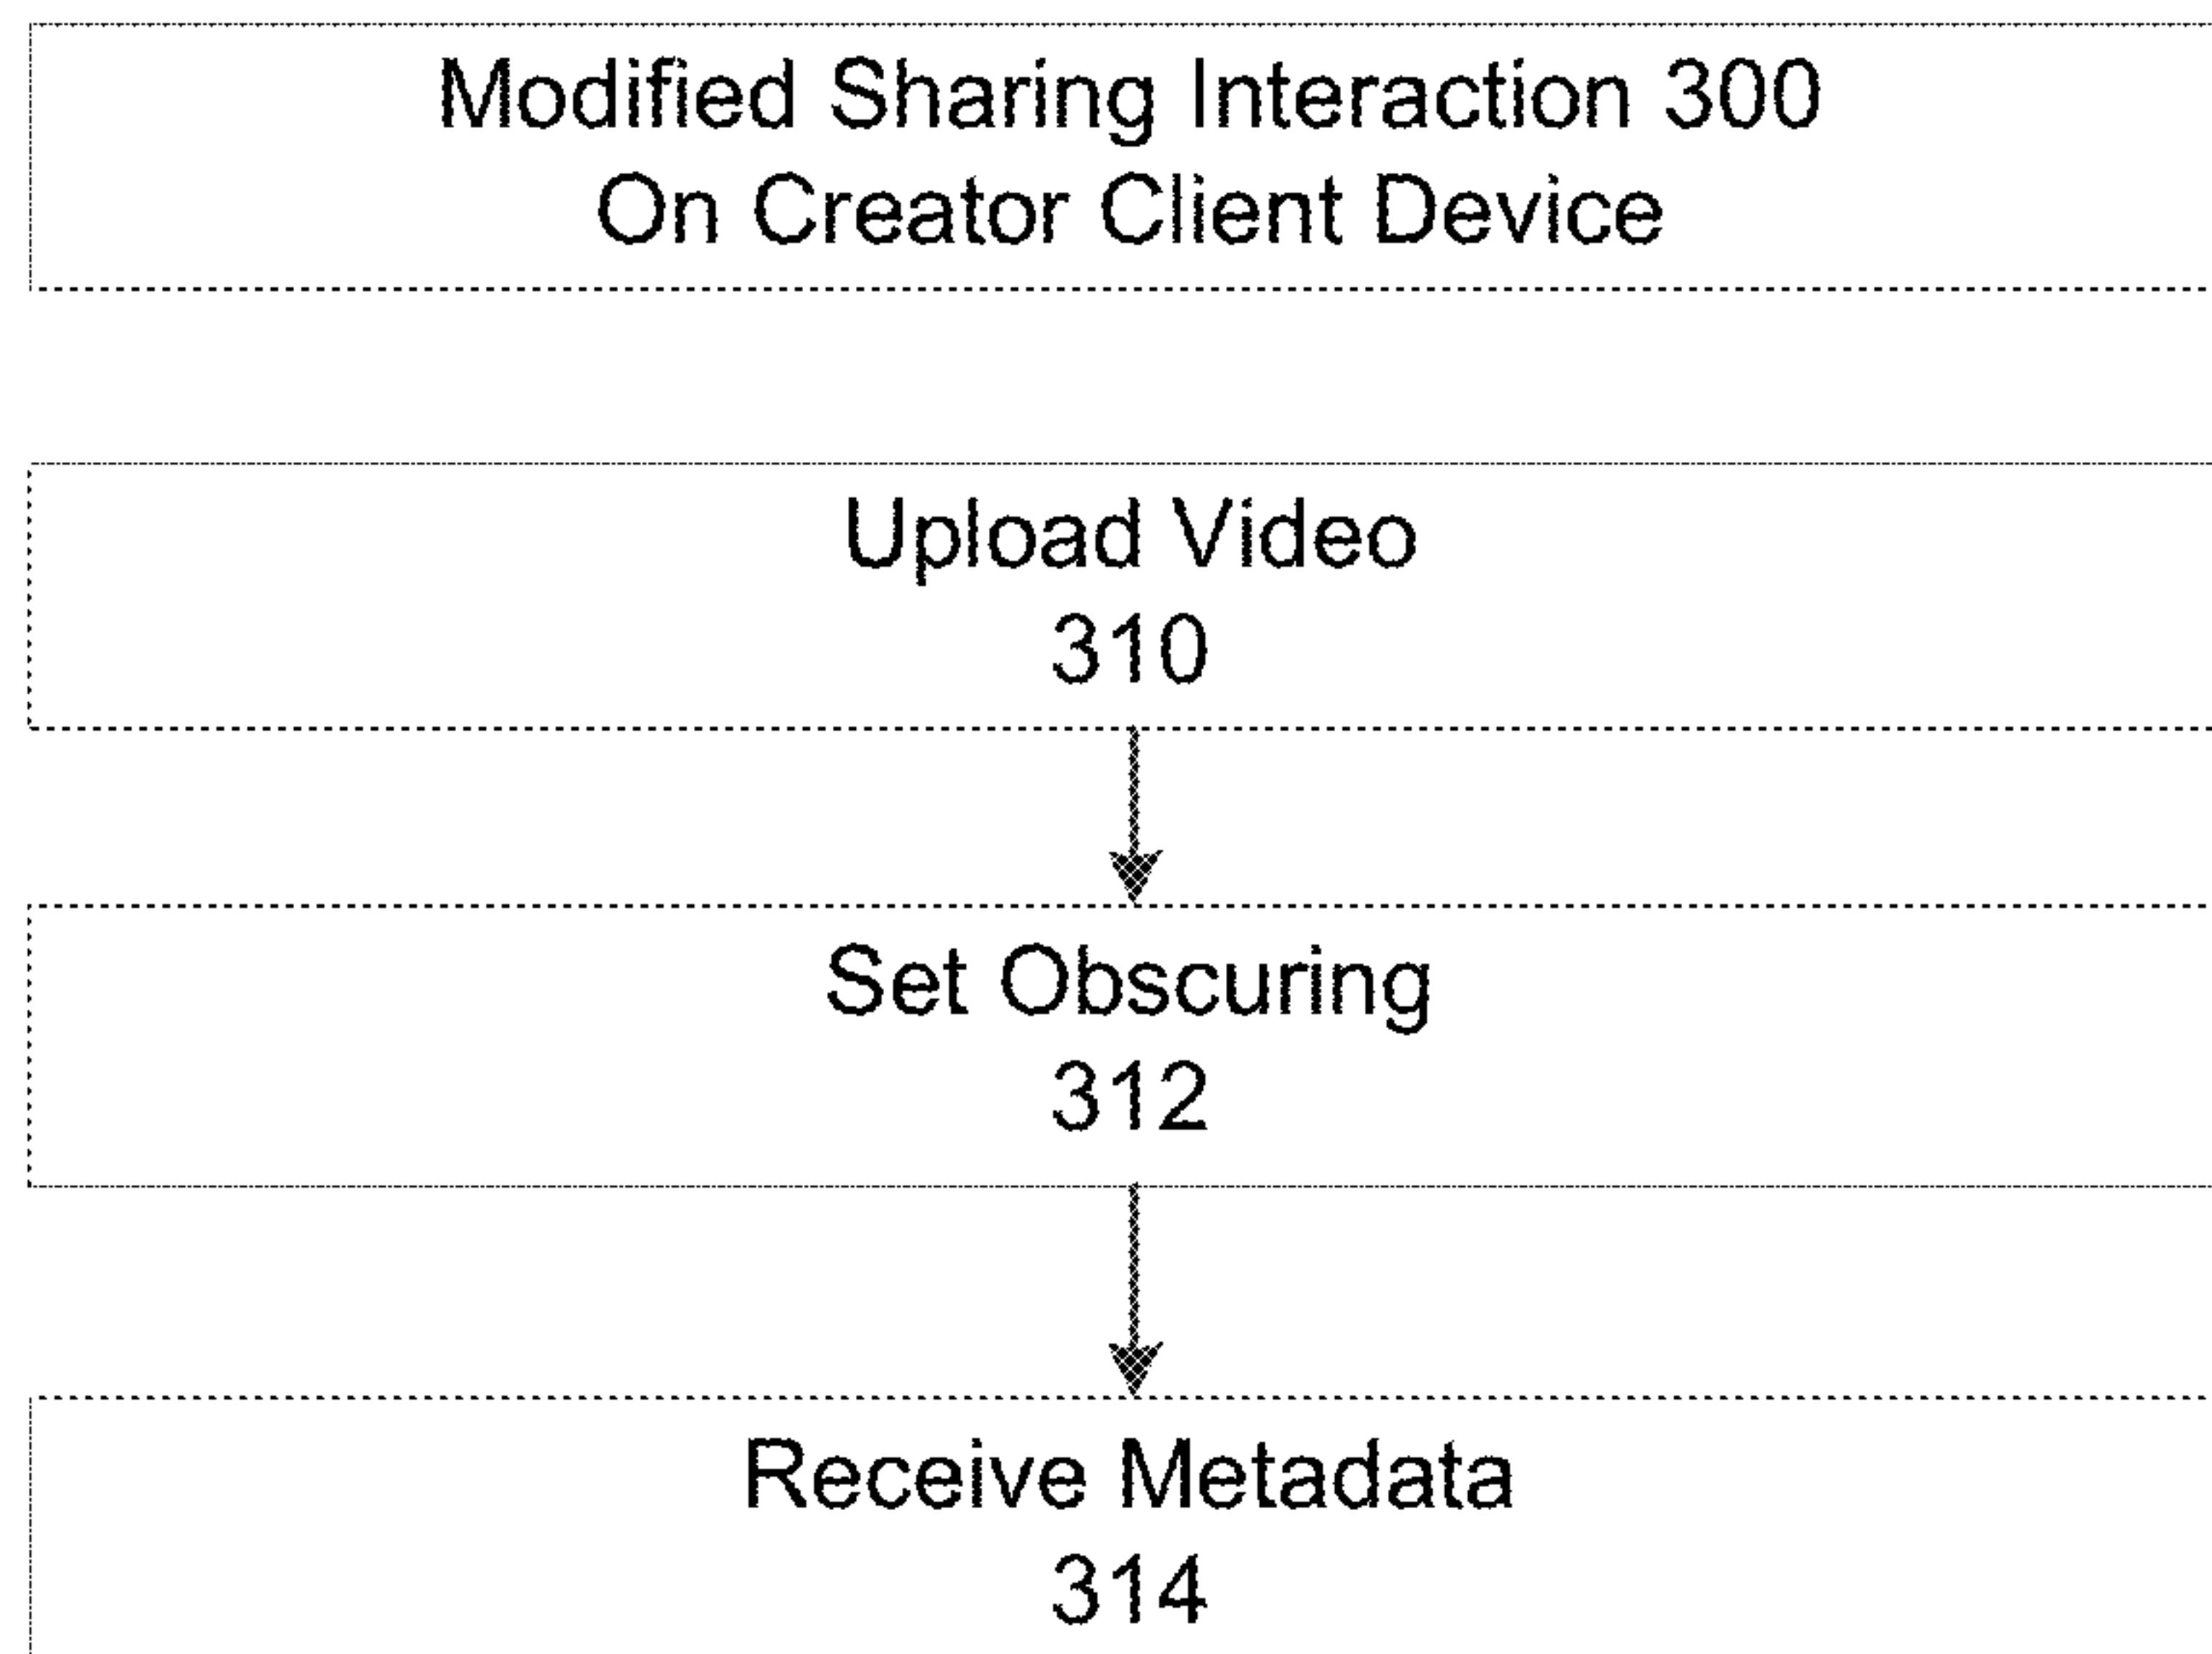 Modified Sharing Interaction 300
On Creator Client Device
Upload Video
310
Set Obscuring
312
Receive Metadata
314